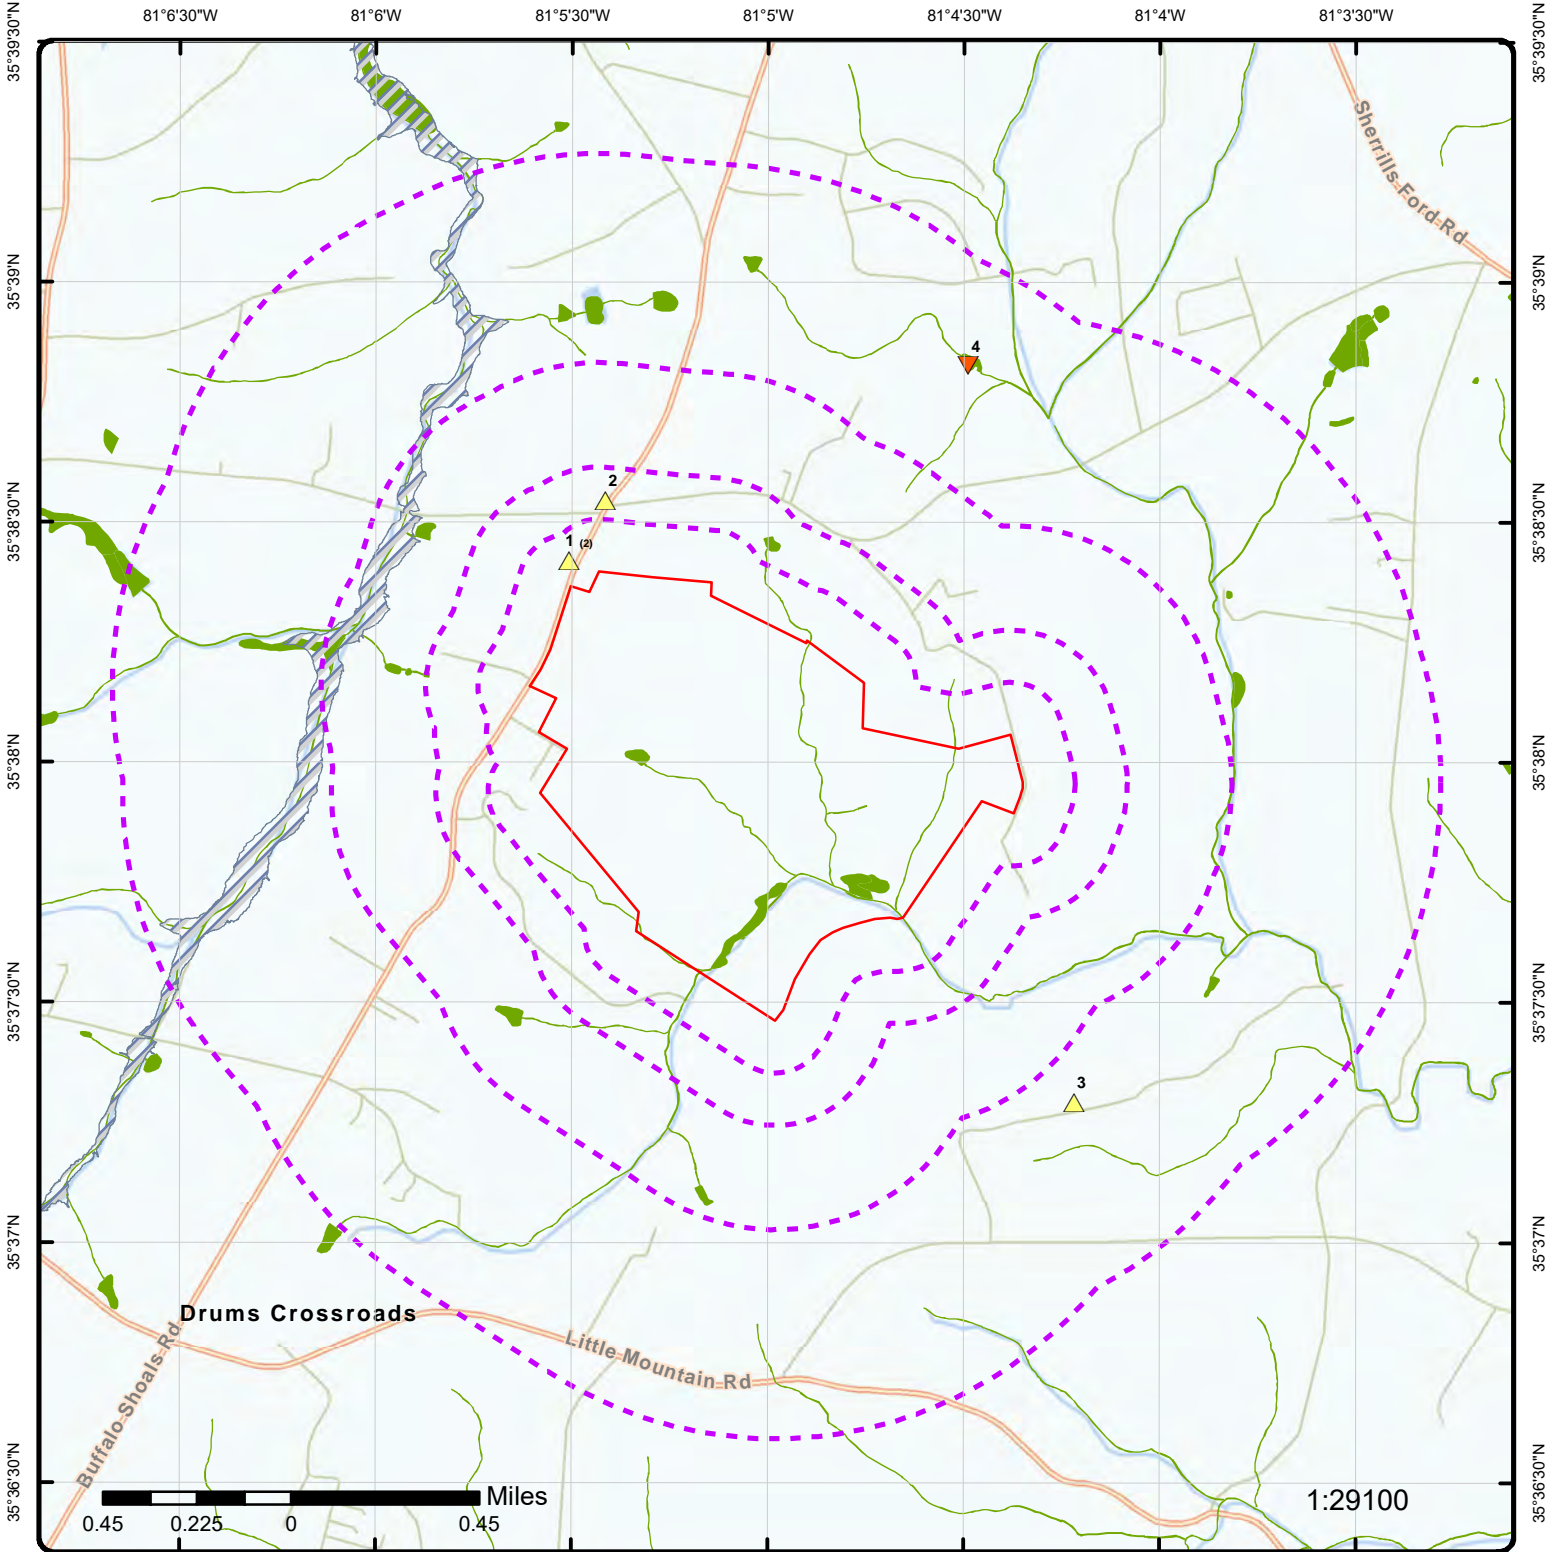 81°6'30"W 81°6'W 81°5'30"W 81°5'W 81°4'30"W 81°4'W 81°3'30"W
35°39'30"N 35°39'30"N
Sherrills Ford Rd
35°39'N 35°39'N
4
2
35°38'30"N 35°38'30"N
1 (2)
35°38'N 35°38'N
35°37'30"N 35°37'30"N
3
35°37'N 35°37'N
Drums Crossroads
Little Mountain Rd
Buffalo Shoals Rd
35°36'30"N 35°36'30"N
Miles
0.45 0.225 0 0.45
1:29100